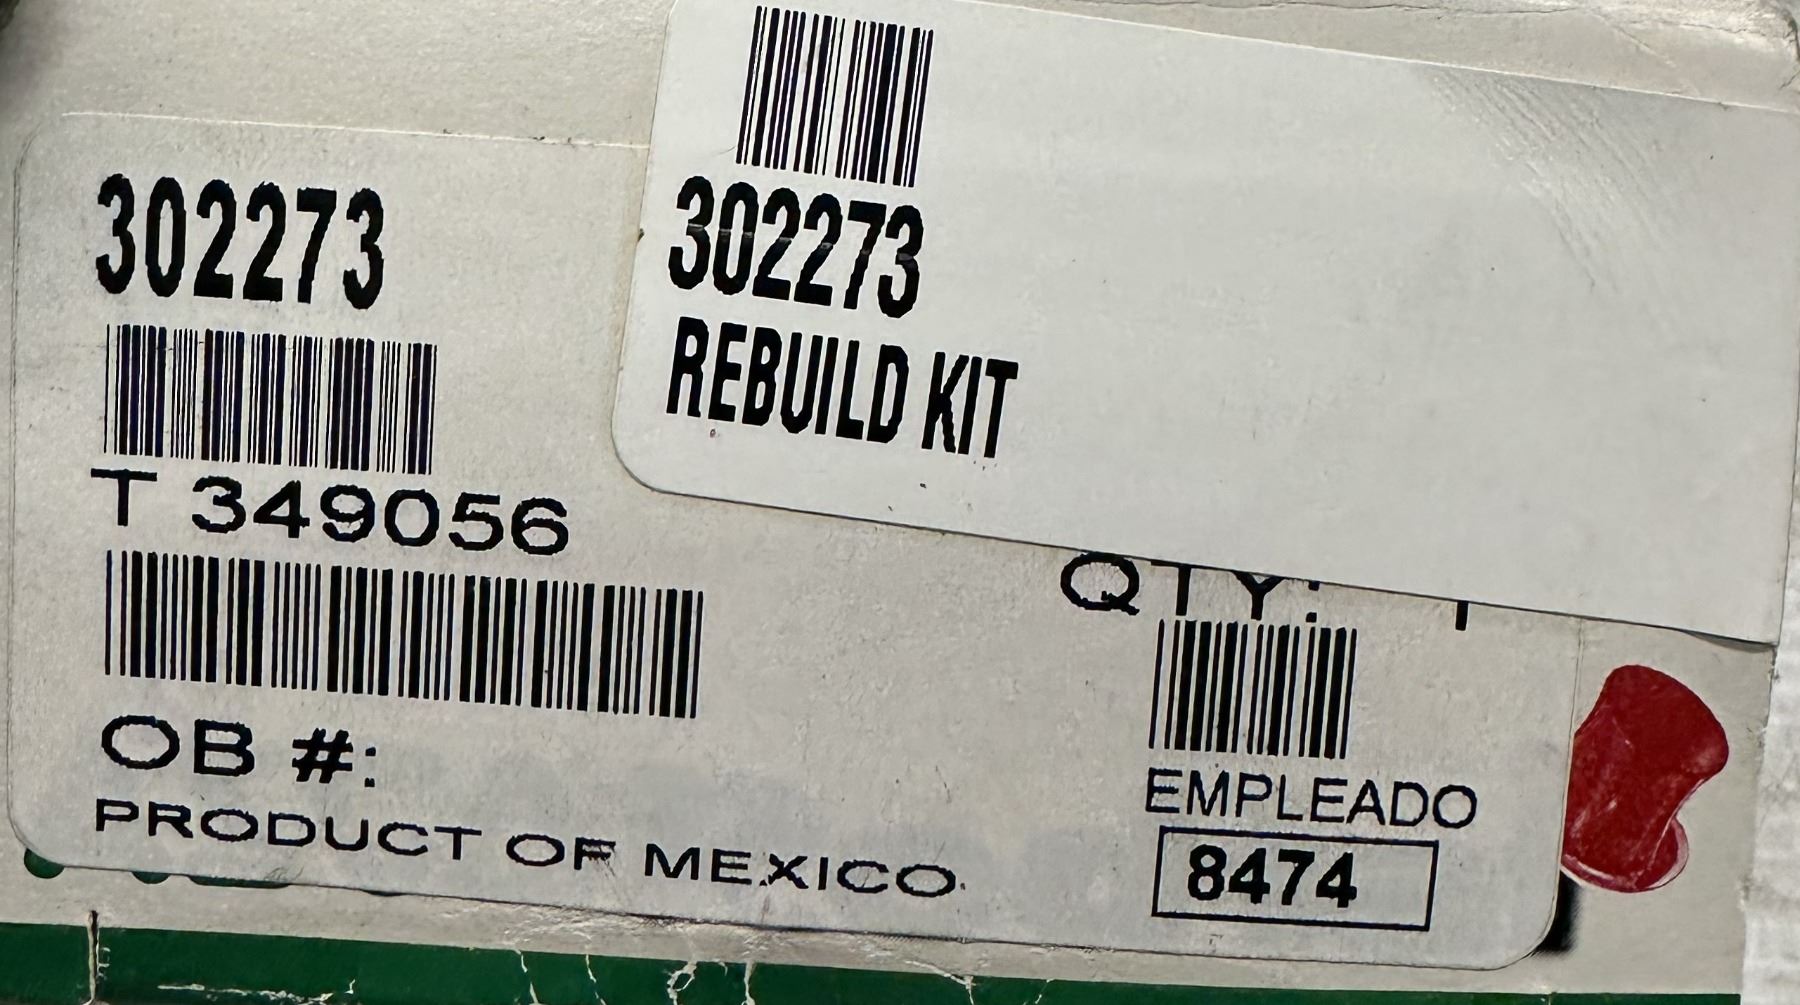 302273
T 349056
OB #:
PRODUCT OF MEXICO
302273
REBUILD KIT
QTY: 1
EMPLEADO
8474